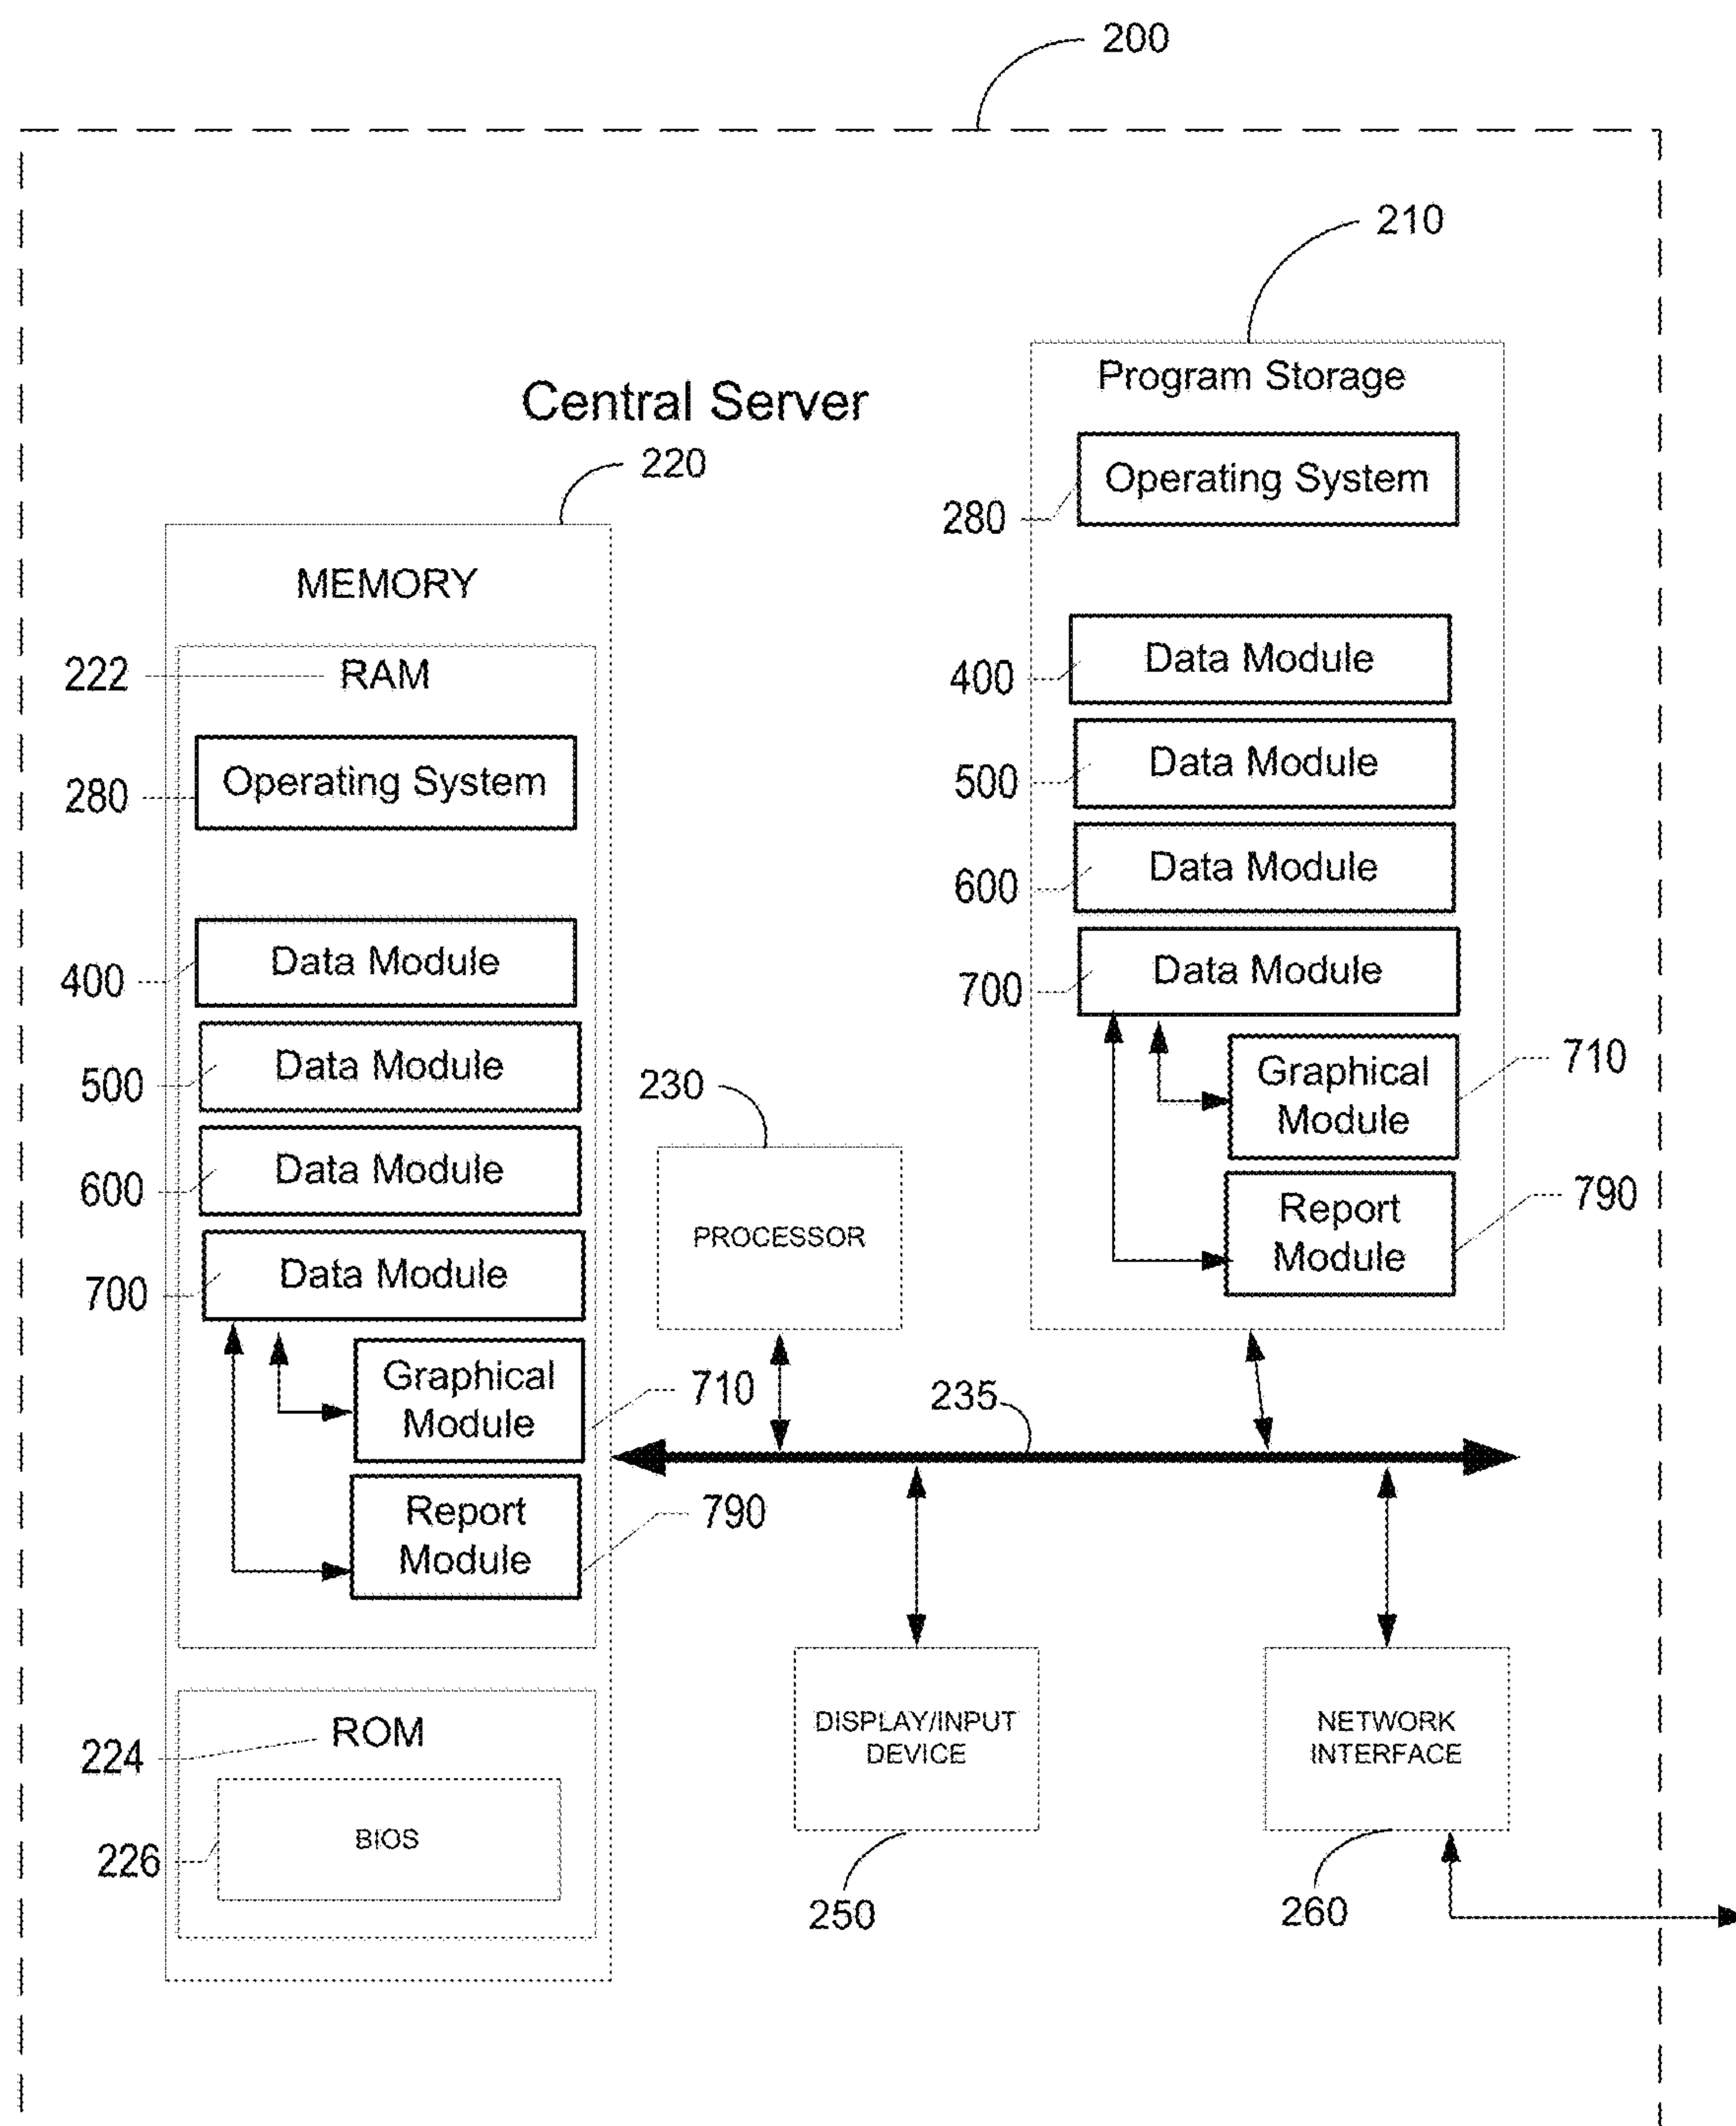 200
210
Program Storage
Central Server
220
Operating System
280
MEMORY
400
Data Module
222
RAM
500
Data Module
280
Operating System
600
Data Module
400
Data Module
700
Data Module
500
Data Module
Graphical
Module
710
230
600
Data Module
Report
Module
790
PROCESSOR
700
Data Module
Graphical
Module
710
235
Report
Module
790
224
ROM
DISPLAY/INPUT
DEVICE
NETWORK
INTERFACE
226
BIOS
250
260